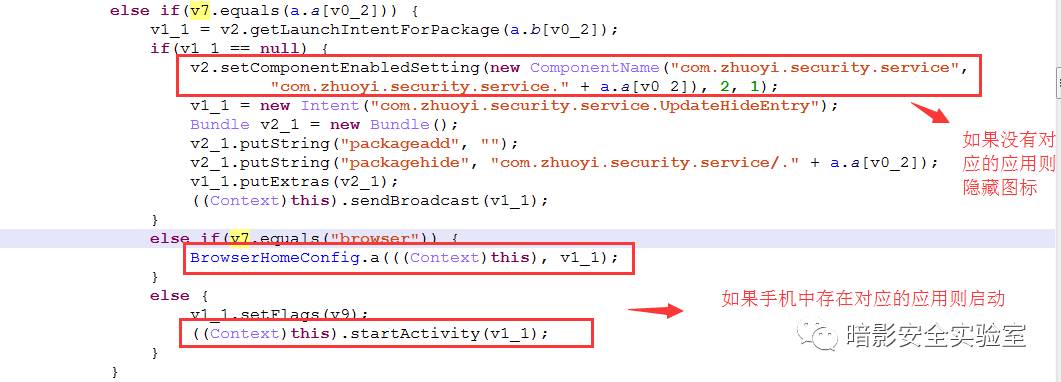 else if(v7.equals(a.a[v0_2])) {
v1_1 = v2.getLaunchIntentForPackage(a.b[v0_2]);
if(v1_1 == null) {
v2.setComponentEnabledSetting(new ComponentName("com.zhuoyi.security.service",
"com.zhuoyi.security.service." + a.a[v0_2]), 2, 1);
v1_1 = new Intent("com.zhuoyi.security.service.UpdateHideEntry");
Bundle v2_1 = new Bundle();
v2_1.putString("packageadd", "");
v2_1.putString("packagehide", "com.zhuoyi.security.service/." + a.a[v0_2]);
v1_1.putExtras(v2_1);
((Context)this).sendBroadcast(v1_1);
}
else if(v7.equals("browser")) {
BrowserHomeConfig.a(((Context)this), v1_1);
}
else {
v1_1.setFlags(v9);
((Context)this).startActivity(v1_1);
}
}
如果没有对
应的应用则
隐藏图标
如果手机中存在对应的应用则启动
暗影安全实验室